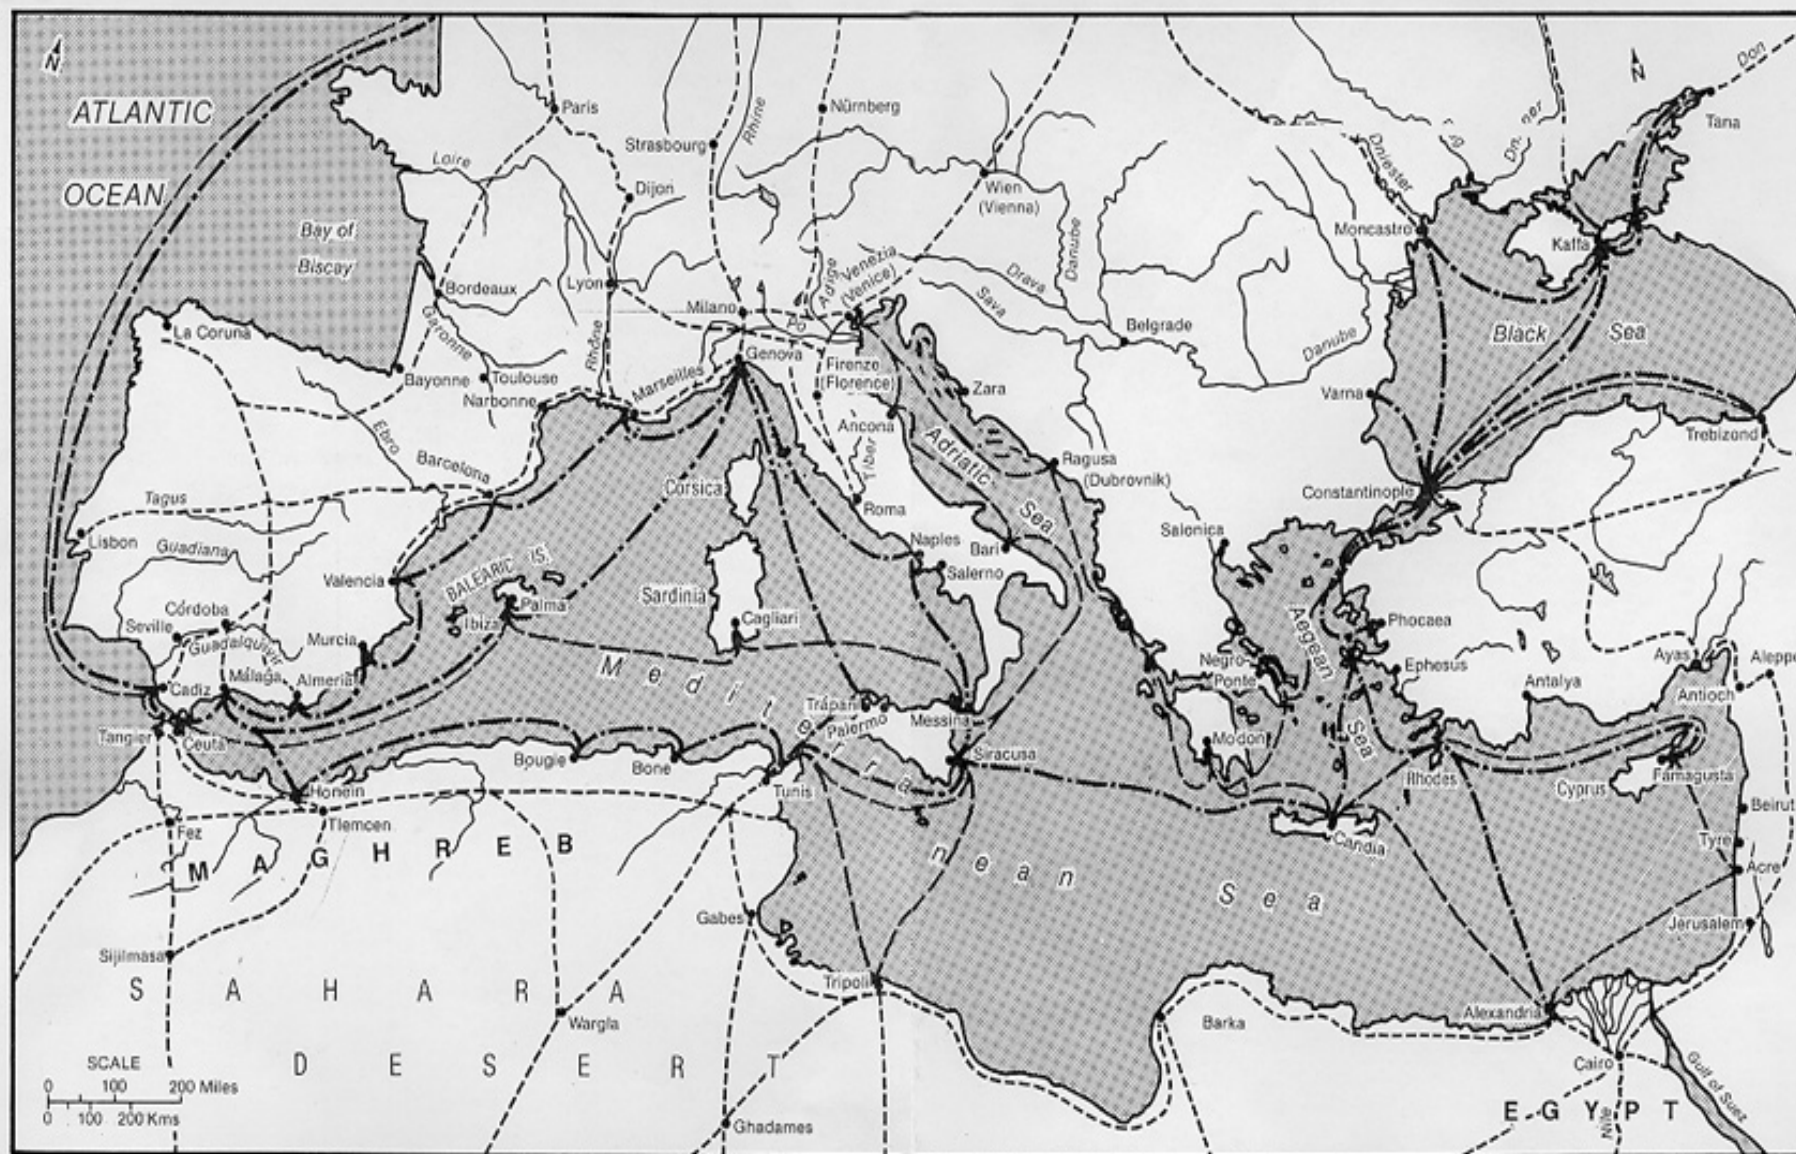 N
ATLANTIC
OCEAN
Bay of
Biscay
Paris
Loire
Strasbourg
Rhine
Nürnberg
Dijon
Wien
(Vienna)
Danube
Dniester
Don
N
Tana
Moncastro
Kaffa
Black Sea
La Coruna
Bordeaux
Garonne
Lyon
Rhône
Milano
Po
Adige
Venezia
(Venice)
Drava
Sava
Belgrade
Danube
Bayonne
Toulouse
Narbonne
Marseilles
Genova
Firenze
(Florence)
Zara
Varna
Trebizond
Ebro
Barcelona
Ancona
Tiber
Adriatic
Sea
Ragusa
(Dubrovnik)
Constantinople
Tagus
Lisbon
Guadiana
Corsica
Roma
Salonica
Valencia
BALEARIC IS.
Palma
Ibiza
Sardinia
Cagliari
Naples
Salerno
Bari
Córdoba
Seville
Guadalquivir
Murcia
Aegean
Sea
Phocaea
Ephesus
Negro-
Ponte
Antalya
Ayas
Aleppo
Antioch
Cadiz
Málaga
Almeria
Mediterranean Sea
Trápani
Palermo
Messina
Tangier
Ceuta
Bougie
Bone
Tunis
Siracusa
Modon
Rhodes
Cyprus
Famagusta
Honein
Tlemcen
Fez
MAGHREB
Candia
Beirut
Tyre
Acre
Jerusalem
Gabes
Sijilmasa
Tripoli
SAHARA
DESERT
Wargla
Barka
Alexandria
Cairo
Gulf of Suez
EGYPT
Nile
Ghadames
SCALE
0 100 200 Miles
0 100 200 Kms